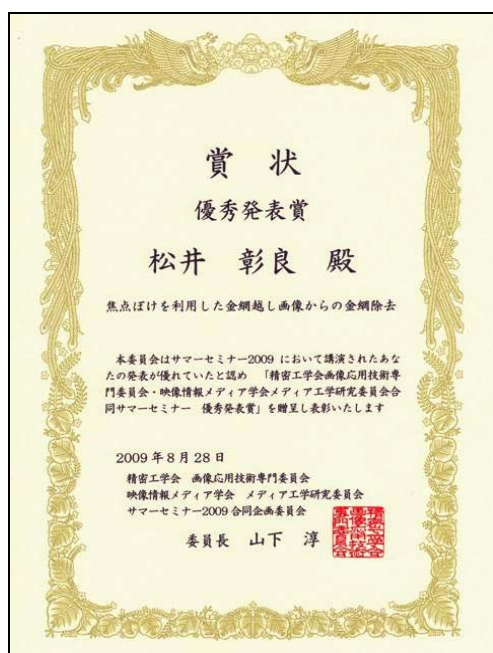 賞 状
優秀発表賞
松井 彰良 殿
焦点ぼけを利用した金網越し画像からの金網除去
本委員会はサマーセミナー2009 において講演されたあな
たの発表が優れていたと認め 「精密工学会画像応用技術専
門委員会・映像情報メディア学会メディア工学研究委員会合
同サマーセミナー 優秀発表賞」を贈呈し表彰いたします
2009年8月28日
精密工学会 画像応用技術専門委員会
映像情報メディア学会 メディア工学研究委員会
サマーセミナー2009 合同企画委員会
委員長 山下 淳